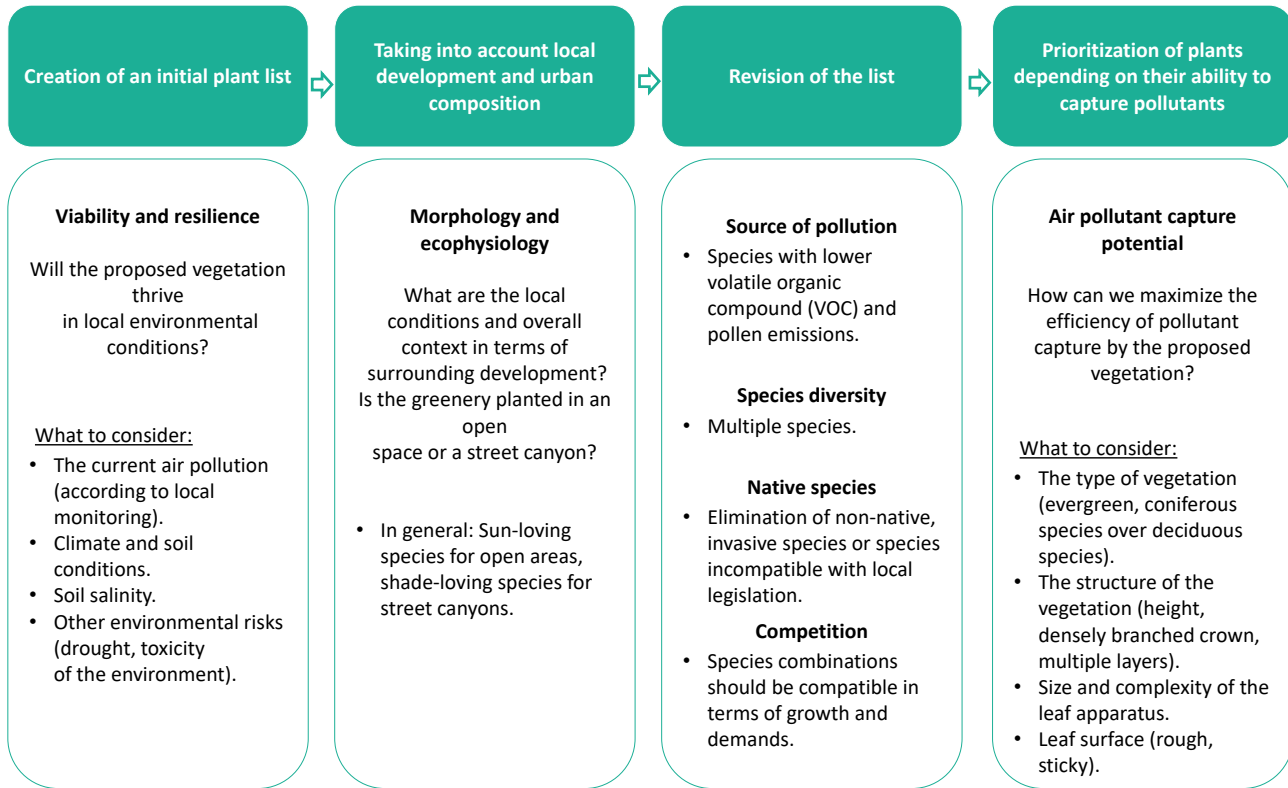 Creation of an initial plant list
Taking into account local
development and urban
composition
Revision of the list
Prioritization of plants
depending on their ability to
capture pollutants
Viability and resilience
Will the proposed vegetation
thrive
in local environmental
conditions?
What to consider:
• The current air pollution
(according to local
monitoring).
• Climate and soil
conditions.
• Soil salinity.
• Other environmental risks
(drought, toxicity
of the environment).
Morphology and
ecophysiology
What are the local
conditions and overall
context in terms of
surrounding development?
Is the greenery planted in an
open
space or a street canyon?
• In general: Sun-loving
species for open areas,
shade-loving species for
street canyons.
Source of pollution
• Species with lower
volatile organic
compound (VOC) and
pollen emissions.
Species diversity
• Multiple species.
Native species
• Elimination of non-native,
invasive species or species
incompatible with local
legislation.
Competition
• Species combinations
should be compatible in
terms of growth and
demands.
Air pollutant capture
potential
How can we maximize the
efficiency of pollutant
capture by the proposed
vegetation?
What to consider:
• The type of vegetation
(evergreen, coniferous
species over deciduous
species).
• The structure of the
vegetation (height,
densely branched crown,
multiple layers).
• Size and complexity of the
leaf apparatus.
• Leaf surface (rough,
sticky).